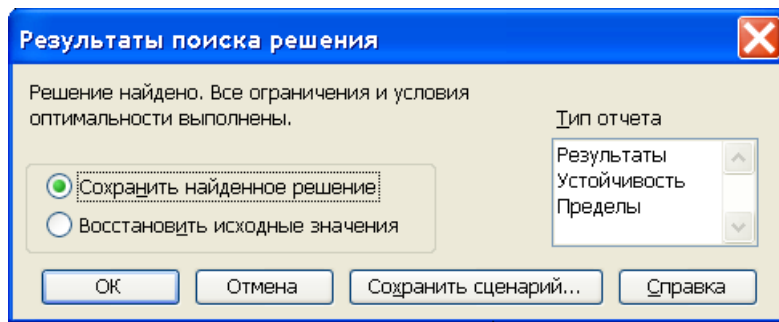 Результаты поиска решения
Решение найдено. Все ограничения и условия
оптимальности выполнены.
Тип отчета
Результаты
Устойчивость
Пределы
Сохранить найденное решение
Восстановить исходные значения
ОК
Отмена
Сохранить сценарий...
Справка